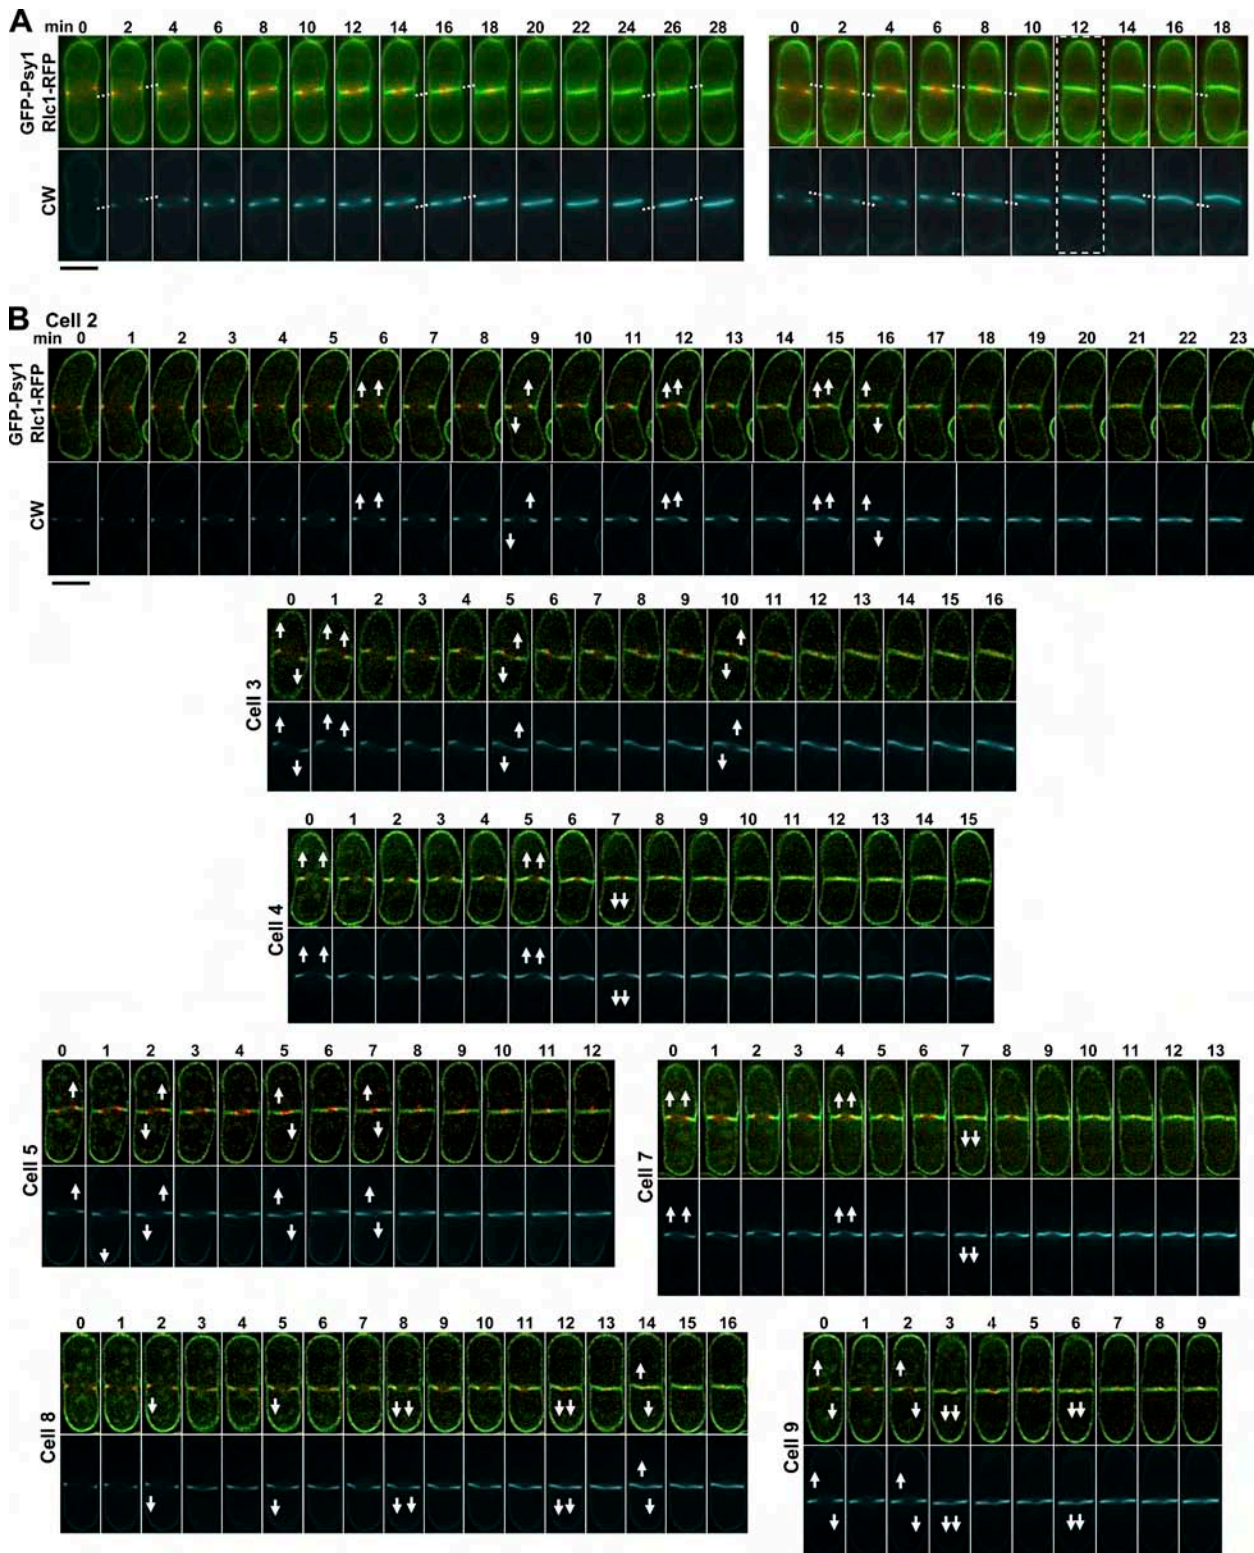 A
min 0 2 4 6 8 10 12 14 16 18 20 22 24 26 28
0 2 4 6 8 10 12 14 16 18
GFP-Psy1
Rlc1-RFP
CW
B Cell 2
min 0 1 2 3 4 5 6 7 8 9 10 11 12 13 14 15 16 17 18 19 20 21 22 23
GFP-Psy1
Rlc1-RFP
CW
0 1 2 3 4 5 6 7 8 9 10 11 12 13 14 15 16
Cell 3
0 1 2 3 4 5 6 7 8 9 10 11 12 13 14 15
Cell 4
0 1 2 3 4 5 6 7 8 9 10 11 12
Cell 5
0 1 2 3 4 5 6 7 8 9 10 11 12 13
Cell 7
0 1 2 3 4 5 6 7 8 9 10 11 12 13 14 15 16
Cell 8
0 1 2 3 4 5 6 7 8 9
Cell 9